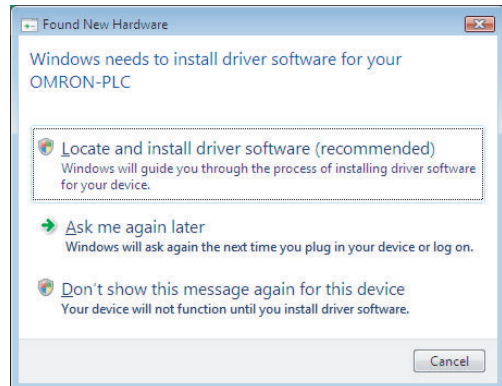 Found New Hardware
Windows needs to install driver software for your
OMRON-PLC
Locate and install driver software (recommended)
Windows will guide you through the process of installing driver software
for your device.
Ask me again later
Windows will ask again the next time you plug in your device or log on.
Don't show this message again for this device
Your device will not function until you install driver software.
Cancel